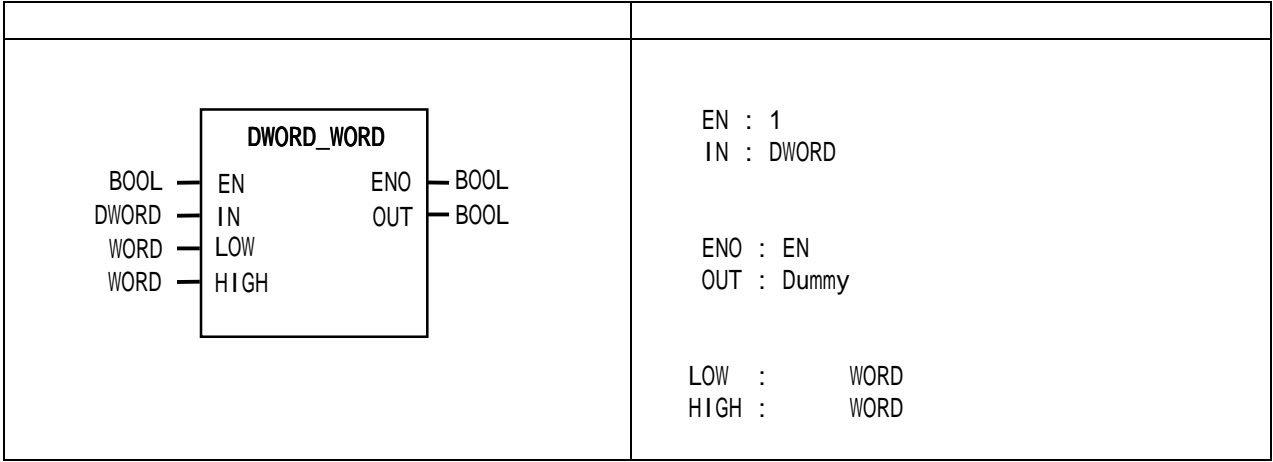 DWORD_WORD
BOOL EN ENO BOOL
DWORD IN OUT BOOL
WORD LOW
WORD HIGH
EN : 1
IN : DWORD
ENO : EN
OUT : Dummy
LOW : WORD
HIGH : WORD